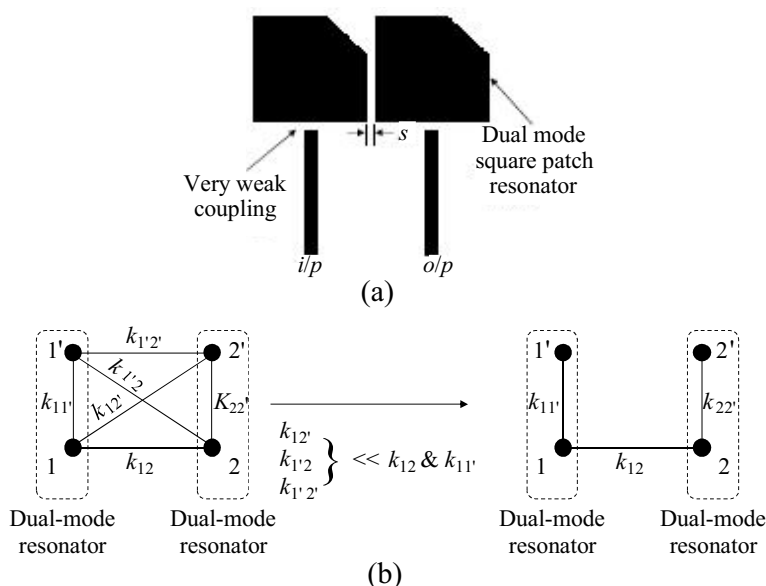 s
Very weak
coupling
Dual mode
square patch
resonator
i/p
o/p
(a)
k1'2'
1'
2'
k1'2
k12'
k11'
K22'
1
2
k12
Dual-mode
resonator
Dual-mode
resonator
k12'
k1'2
k1'2'
} << k12 & k11'
1'
2'
k11'
k22'
1
2
k12
Dual-mode
resonator
Dual-mode
resonator
(b)